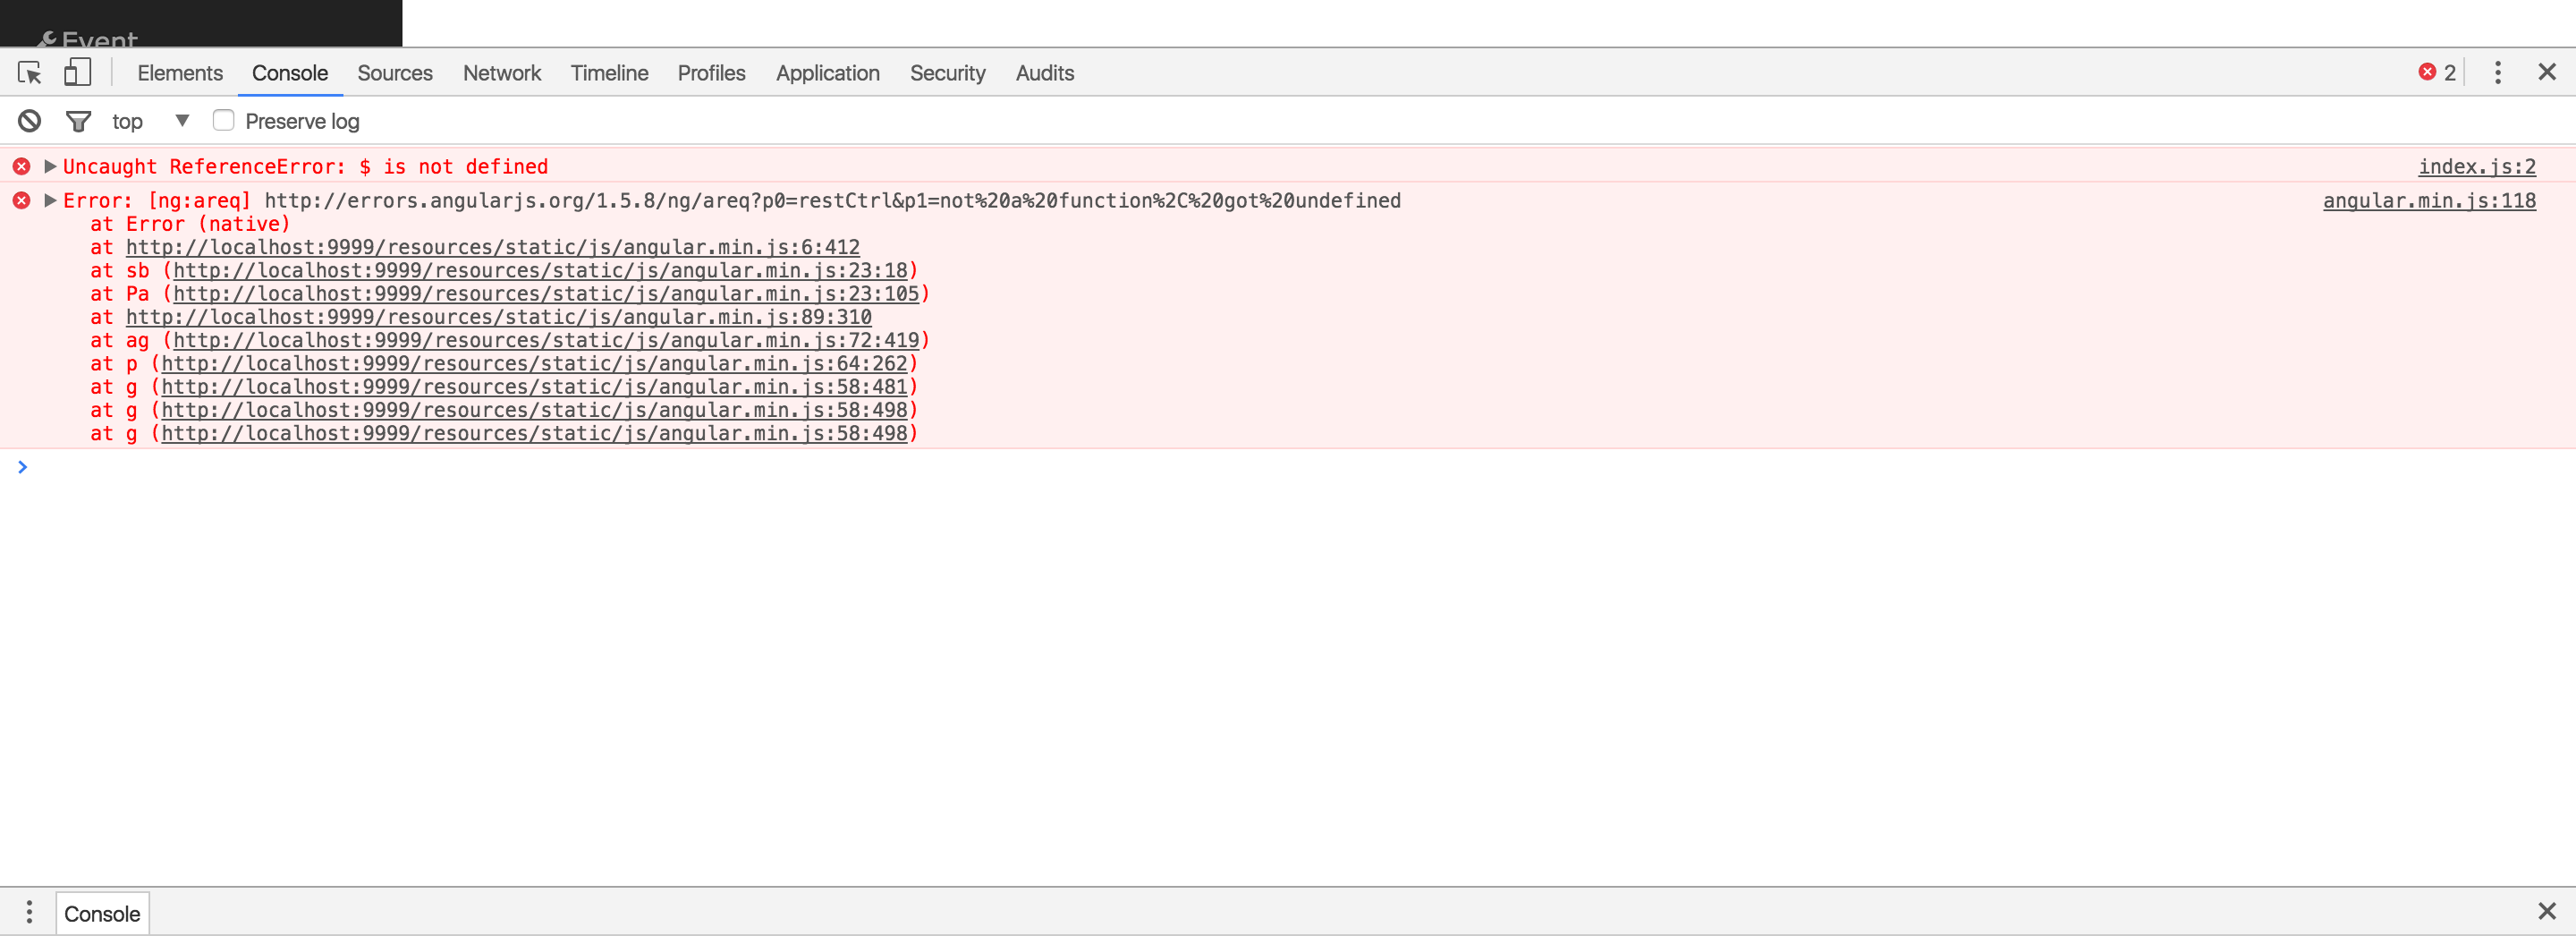 Event
Elements Console Sources Network Timeline Profiles Application Security Audits 2
top Preserve log
Uncaught ReferenceError: $ is not defined index.js:2
Error: [ng:areq] http://errors.angularjs.org/1.5.8/ng/areq?p0=restCtrl&p1=not%20a%20function%2C%20got%20undefined angular.min.js:118
at Error (native)
at http://localhost:9999/resources/static/js/angular.min.js:6:412
at sb (http://localhost:9999/resources/static/js/angular.min.js:23:18)
at Pa (http://localhost:9999/resources/static/js/angular.min.js:23:105)
at http://localhost:9999/resources/static/js/angular.min.js:89:310
at ag (http://localhost:9999/resources/static/js/angular.min.js:72:419)
at p (http://localhost:9999/resources/static/js/angular.min.js:64:262)
at g (http://localhost:9999/resources/static/js/angular.min.js:58:481)
at g (http://localhost:9999/resources/static/js/angular.min.js:58:498)
at g (http://localhost:9999/resources/static/js/angular.min.js:58:498)
Console